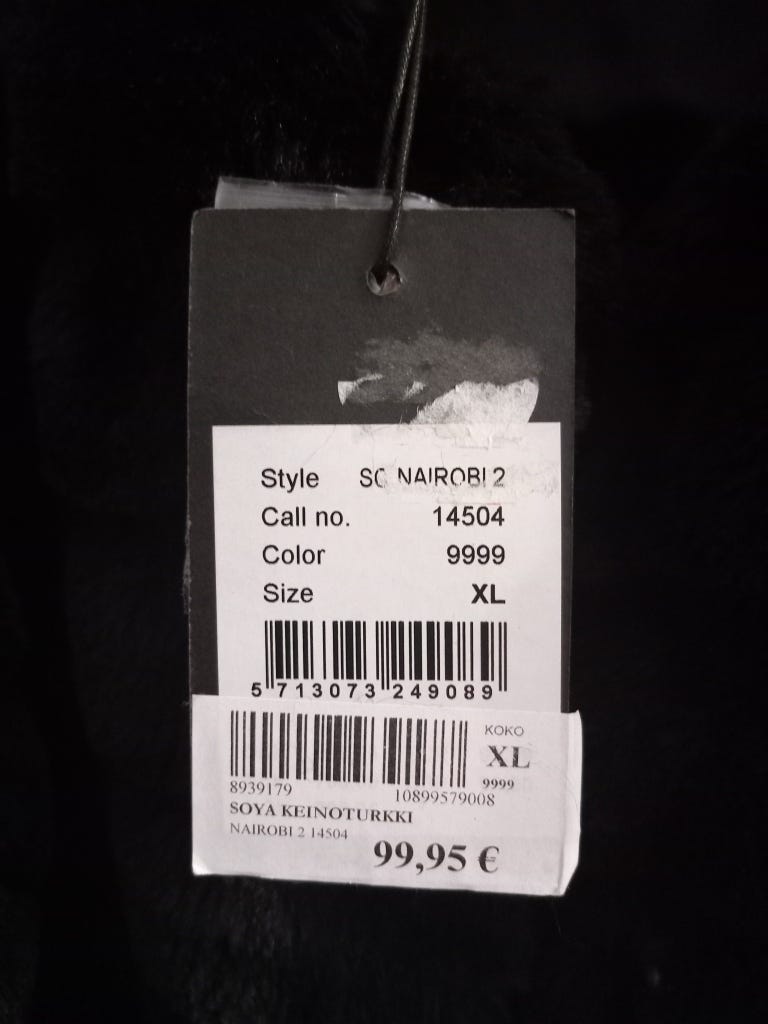 Style SC NAIROBI 2
Call no. 14504
Color 9999
Size XL
5 713073 249089
KOKO
XL
9999
8939179 10899579008
SOYA KEINOTURKKI
NAIROBI 2 14504
99,95 €